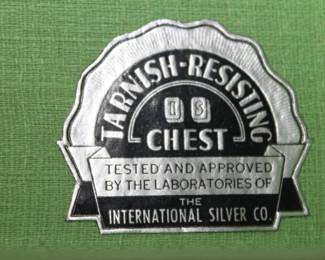 TARNISH-RESISTING
IS
CHEST
TESTED AND APPROVED
BY THE LABORATORIES OF
THE
INTERNATIONAL SILVER CO.